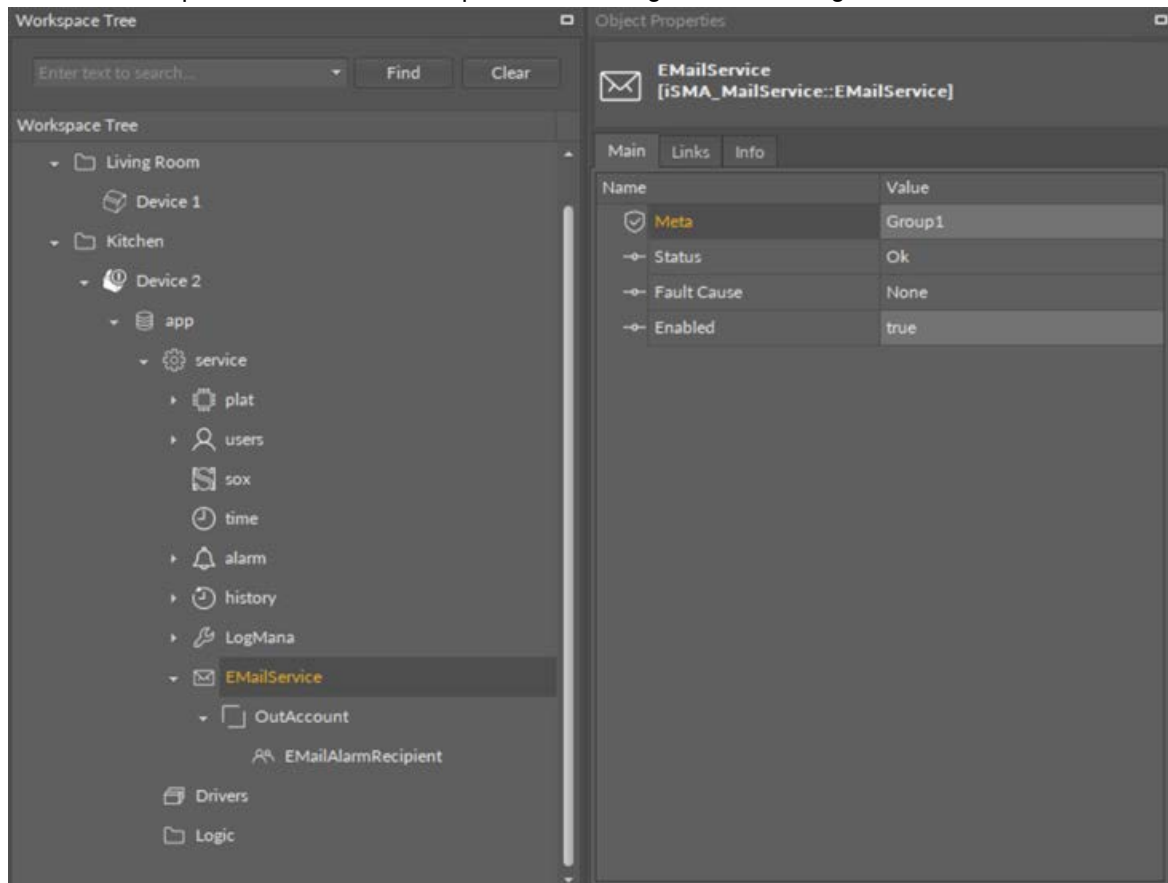 Workspace Tree
Enter text to search...
Find
Clear
Workspace Tree
Living Room
Device 1
Kitchen
Device 2
app
service
plat
users
sox
time
alarm
history
LogMana
EMailService
OutAccount
EMailAlarmRecipient
Drivers
Logic
Object Properties
EMailService
[iSMA_MailService::EMailService]
Main Links Info
Name Value
Meta Group1
Status Ok
Fault Cause None
Enabled true